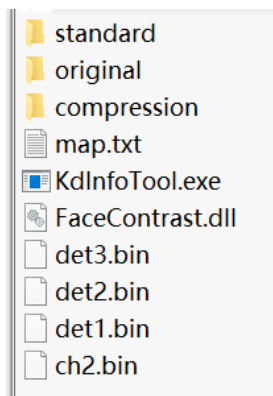 standard
original
compression
map.txt
KdInfoTool.exe
FaceContrast.dll
det3.bin
det2.bin
det1.bin
ch2.bin